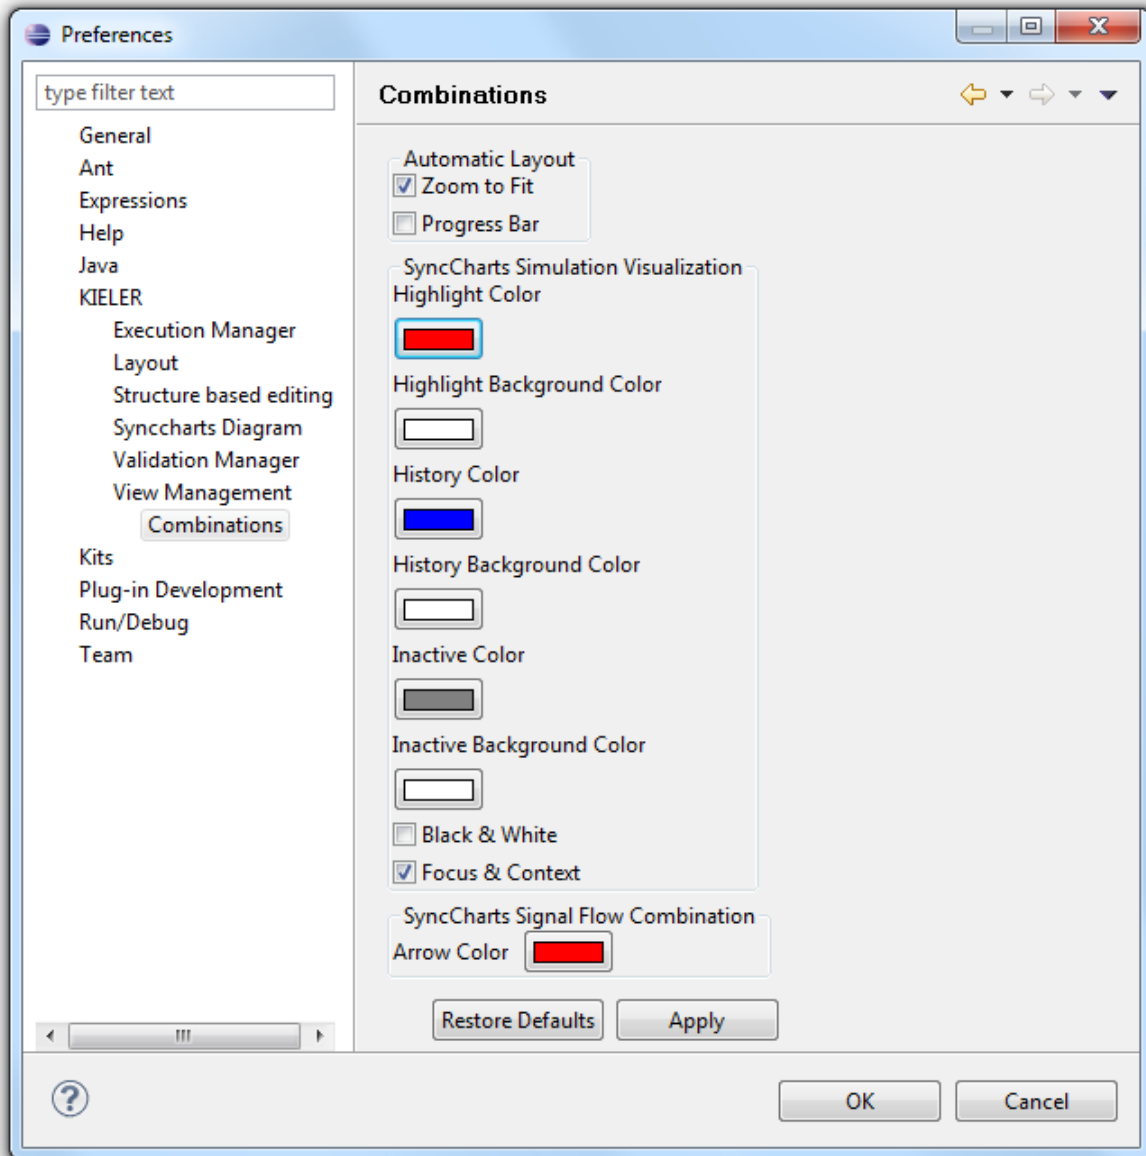 Preferences
type filter text
General
Ant
Expressions
Help
Java
KIELER
Execution Manager
Layout
Structure based editing
Synccharts Diagram
Validation Manager
View Management
Combinations
Kits
Plug-in Development
Run/Debug
Team
Combinations
Automatic Layout
Zoom to Fit
Progress Bar
SyncCharts Simulation Visualization
Highlight Color
Highlight Background Color
History Color
History Background Color
Inactive Color
Inactive Background Color
Black & White
Focus & Context
SyncCharts Signal Flow Combination
Arrow Color
Restore Defaults Apply
? OK Cancel